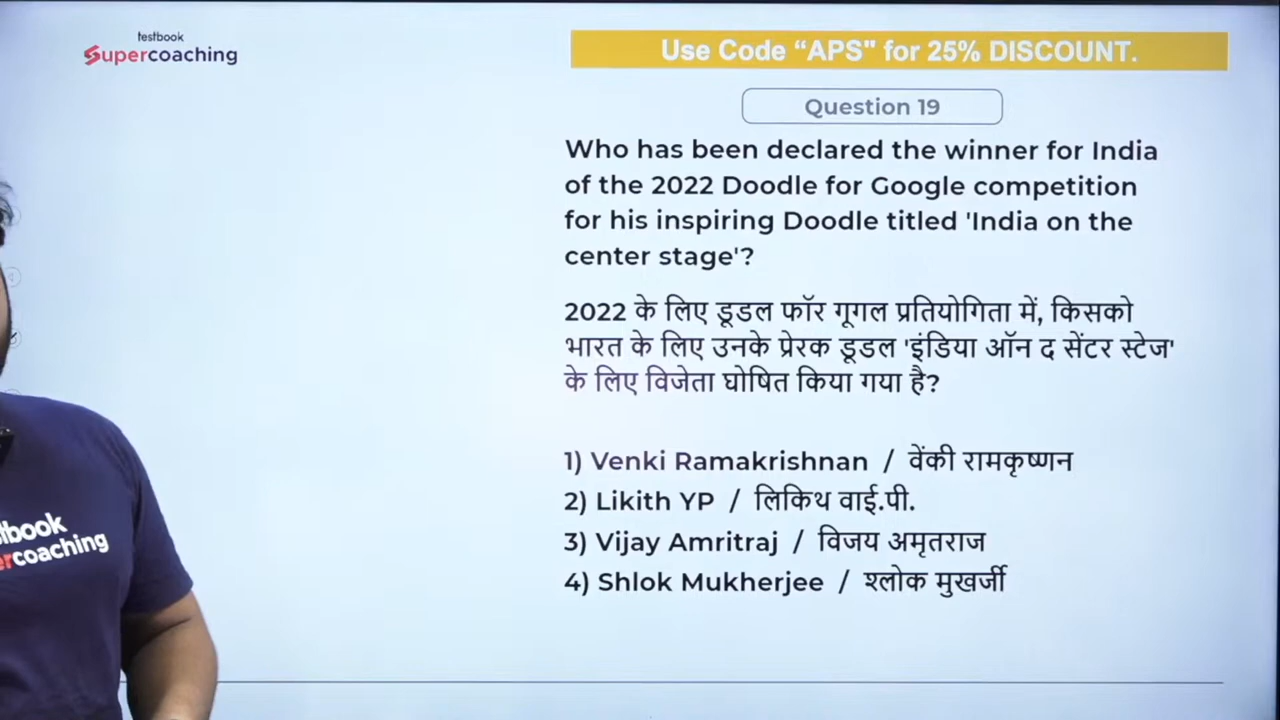 testbook
Supercoaching
Use Code “APS" for 25% DISCOUNT.
Question 19
Who has been declared the winner for India
of the 2022 Doodle for Google competition
for his inspiring Doodle titled 'India on the
center stage'?
2022 के लिए डूडल फॉर गूगल प्रतियोगिता में, किसको
भारत के लिए उनके प्रेरक डूडल 'इंडिया ऑन द सेंटर स्टेज'
के लिए विजेता घोषित किया गया है?
1) Venki Ramakrishnan / वेंकी रामकृष्णन
2) Likith YP / लिकिथ वाई.पी.
3) Vijay Amritraj / विजय अमृतराज
4) Shlok Mukherjee / श्लोक मुखर्जी
tbook
ercoaching